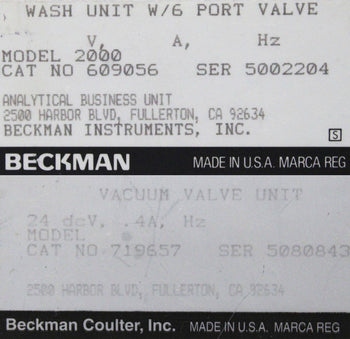 WASH UNIT W/6 PORT VALVE
V, A, Hz
MODEL 2000
CAT NO 609056 SER 5002204
ANALYTICAL BUSINESS UNIT
2500 HARBOR BLVD, FULLERTON, CA 92634
BECKMAN INSTRUMENTS, INC.
S
BECKMAN MADE IN U.S.A. MARCA REG
VACUUM VALVE UNIT
24 dcV, .4A, Hz
MODEL
CAT NO 719657 SER 5080843
2500 HARBOR BLVD, FULLERTON, CA 92634
Beckman Coulter, Inc. MADE IN U.S.A. MARCA REG